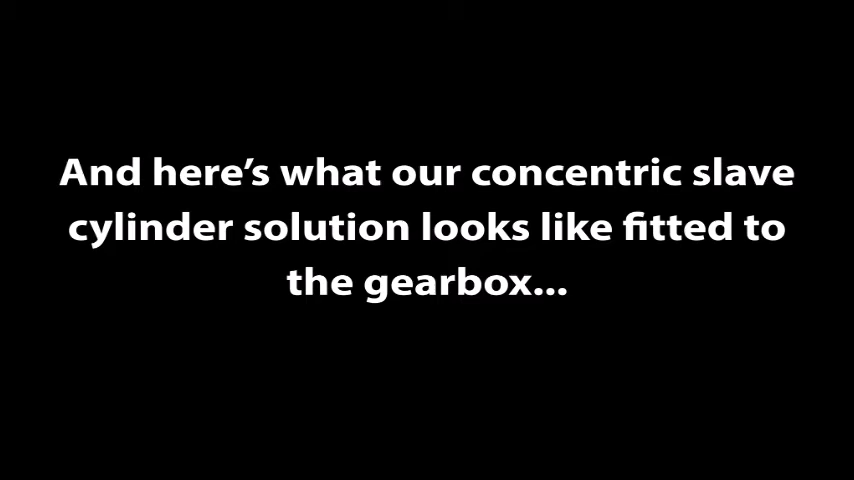 And here’s what our concentric slave
cylinder solution looks like fitted to
the gearbox...